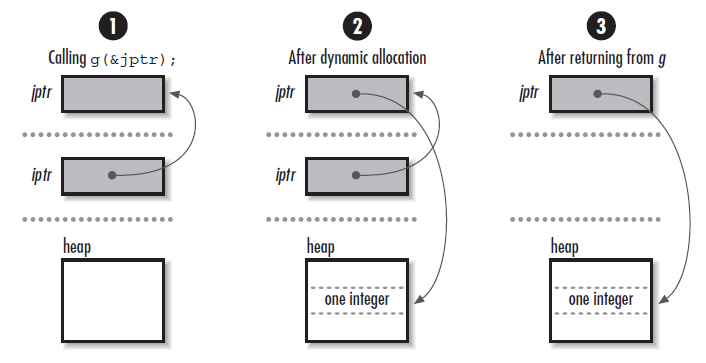 1
Calling g(&jptr);
jptr
iptr
heap
2
After dynamic allocation
jptr
iptr
heap
one integer
3
After returning from g
jptr
heap
one integer